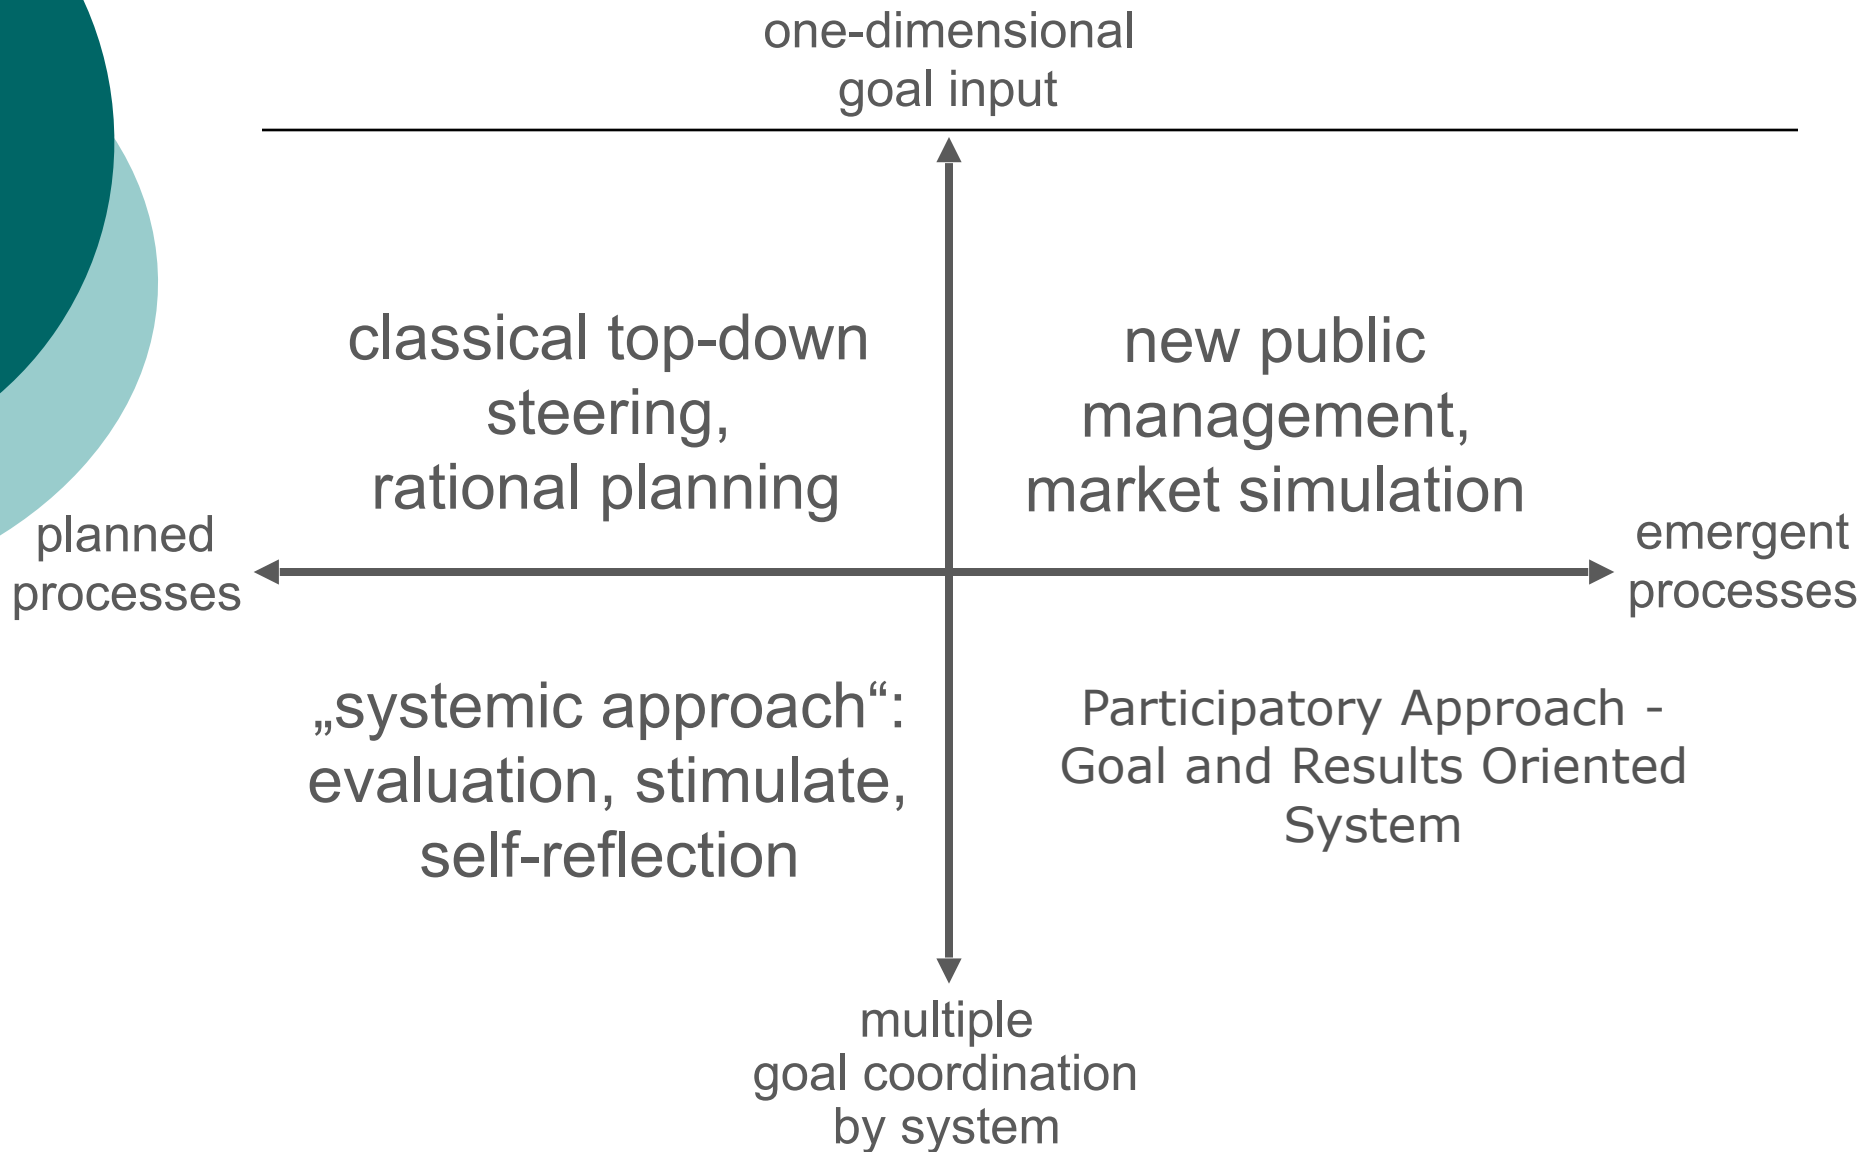 one-dimensional
goal input
classical top-down
steering,
rational planning
new public
management,
market simulation
planned
processes
emergent
processes
„systemic approach“:
evaluation, stimulate,
self-reflection
Participatory Approach -
Goal and Results Oriented
System
multiple
goal coordination
by system